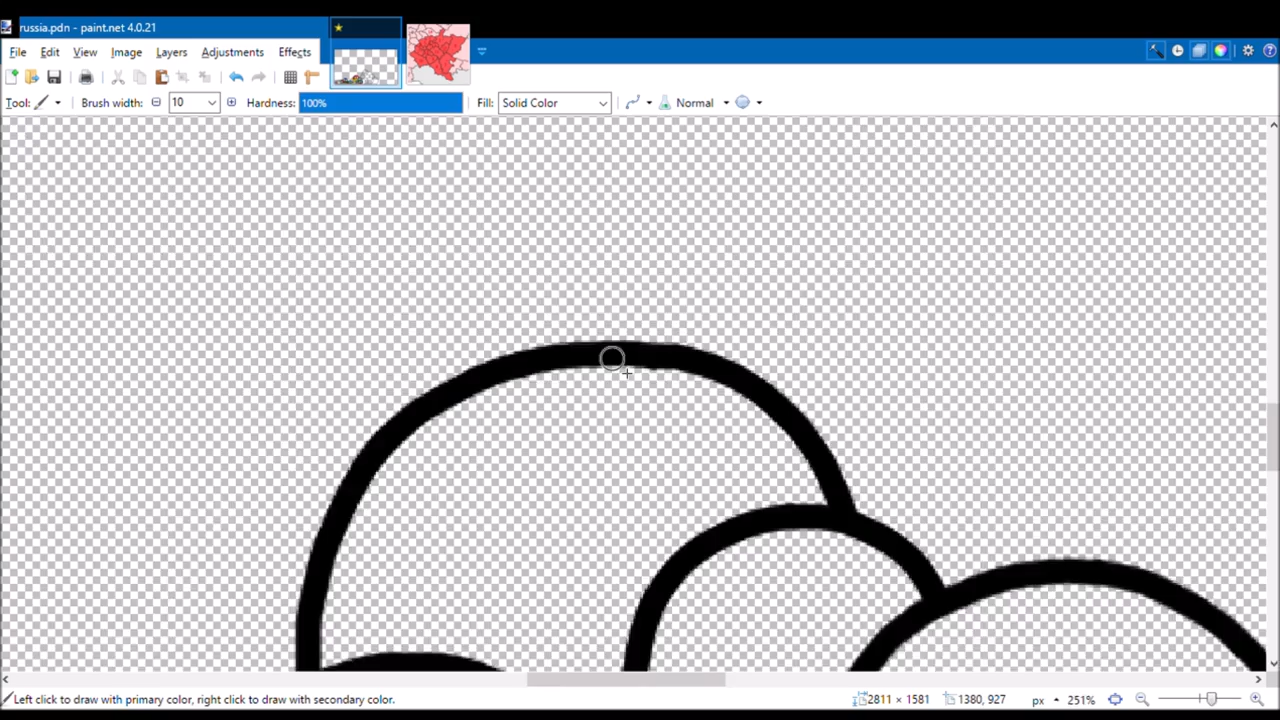 russia.pdn - paint.net 4.0.21
File Edit View Image Layers Adjustments Effects
Tool: Brush width: 10 Hardness: 100% Fill: Solid Color Normal
Left click to draw with primary color, right click to draw with secondary color. 2811 × 1581 1380, 927 px 251%